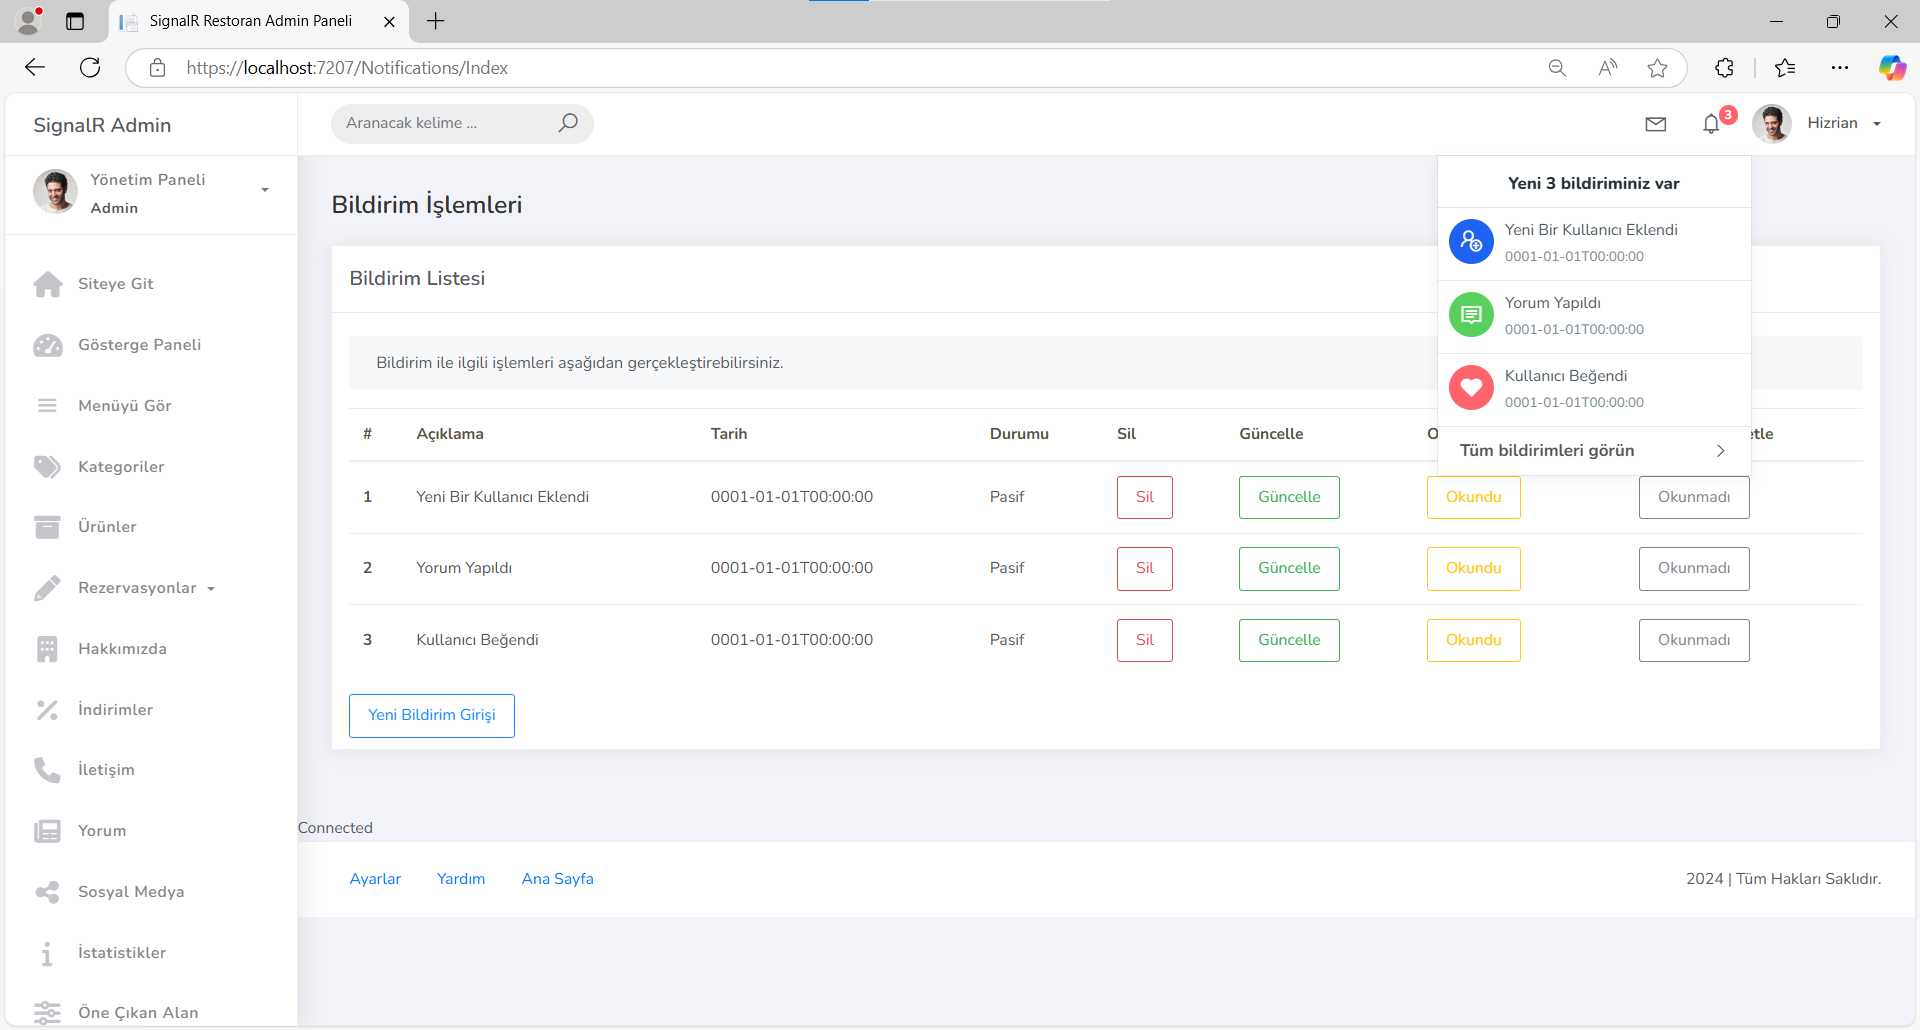 SignalR Restoran Admin Paneli
https://localhost:7207/Notifications/Index
SignalR Admin
Aranacak kelime ...
3
Hizrian
Yönetim Paneli
Admin
Siteye Git
Gösterge Paneli
Menüyü Gör
Kategoriler
Ürünler
Rezervasyonlar
Hakkımızda
İndirimler
İletişim
Yorum
Sosyal Medya
İstatistikler
Öne Çıkan Alan
Bildirim İşlemleri
Bildirim Listesi
Bildirim ile ilgili işlemleri aşağıdan gerçekleştirebilirsiniz.
# Açıklama Tarih Durumu Sil Güncelle
1 Yeni Bir Kullanıcı Eklendi 0001-01-01T00:00:00 Pasif Sil Güncelle Okundu Okunmadı
2 Yorum Yapıldı 0001-01-01T00:00:00 Pasif Sil Güncelle Okundu Okunmadı
3 Kullanıcı Beğendi 0001-01-01T00:00:00 Pasif Sil Güncelle Okundu Okunmadı
Yeni Bildirim Girişi
Yeni 3 bildiriminiz var
Yeni Bir Kullanıcı Eklendi
0001-01-01T00:00:00
Yorum Yapıldı
0001-01-01T00:00:00
Kullanıcı Beğendi
0001-01-01T00:00:00
Tüm bildirimleri görün
Connected
Ayarlar Yardım Ana Sayfa
2024 | Tüm Hakları Saklıdır.